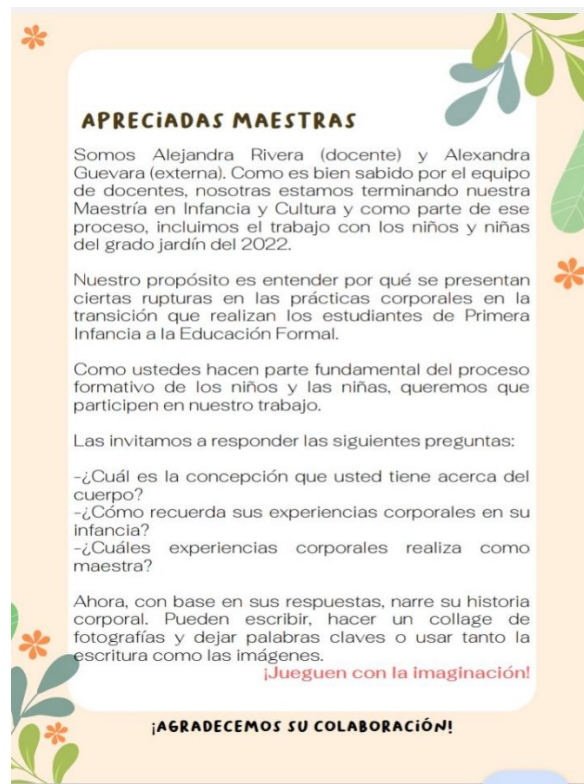 APRECIADAS MAESTRAS
Somos Alejandra Rivera (docente) y Alexandra
Guevara (externa). Como es bien sabido por el equipo
de docentes, nosotras estamos terminando nuestra
Maestría en Infancia y Cultura y como parte de ese
proceso, incluimos el trabajo con los niños y niñas
del grado jardín del 2022.
Nuestro propósito es entender por qué se presentan
ciertas rupturas en las prácticas corporales en la
transición que realizan los estudiantes de Primera
Infancia a la Educación Formal.
Como ustedes hacen parte fundamental del proceso
formativo de los niños y las niñas, queremos que
participen en nuestro trabajo.
Las invitamos a responder las siguientes preguntas:
-¿Cuál es la concepción que usted tiene acerca del
cuerpo?
-¿Cómo recuerda sus experiencias corporales en su
infancia?
-¿Cuáles experiencias corporales realiza como
maestra?
Ahora, con base en sus respuestas, narre su historia
corporal. Pueden escribir, hacer un collage de
fotografías y dejar palabras claves o usar tanto la
escritura como las imágenes.
¡Jueguen con la imaginación!
¡AGRADECEMOS SU COLABORACIÓN!